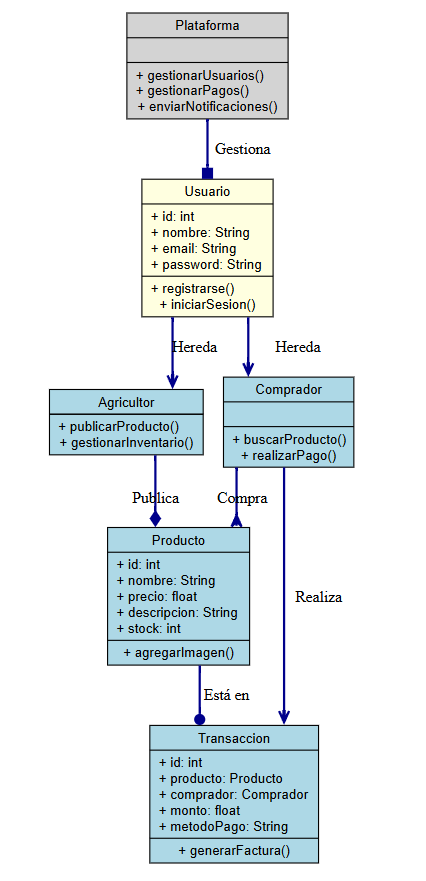 Plataforma
+ gestionarUsuarios()
+ gestionarPagos()
+ enviarNotificaciones()
Gestiona
Usuario
+ id: int
+ nombre: String
+ email: String
+ password: String
+ registrarse()
+ iniciarSesion()
Hereda
Hereda
Agricultor
+ publicarProducto()
+ gestionarInventario()
Comprador
+ buscarProducto()
+ realizarPago()
Publica
Compra
Producto
+ id: int
+ nombre: String
+ precio: float
+ descripcion: String
+ stock: int
+ agregarImagen()
Realiza
Está en
Transaccion
+ id: int
+ producto: Producto
+ comprador: Comprador
+ monto: float
+ metodoPago: String
+ generarFactura()